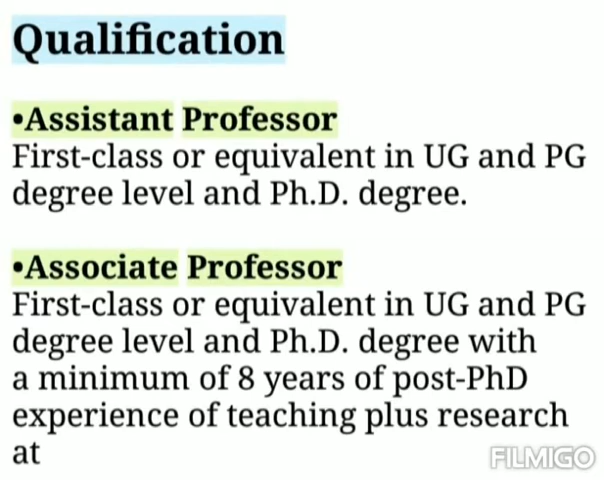 Qualification
•Assistant Professor
First-class or equivalent in UG and PG
degree level and Ph.D. degree.
•Associate Professor
First-class or equivalent in UG and PG
degree level and Ph.D. degree with
a minimum of 8 years of post-PhD
experience of teaching plus research
at
FILMIGO